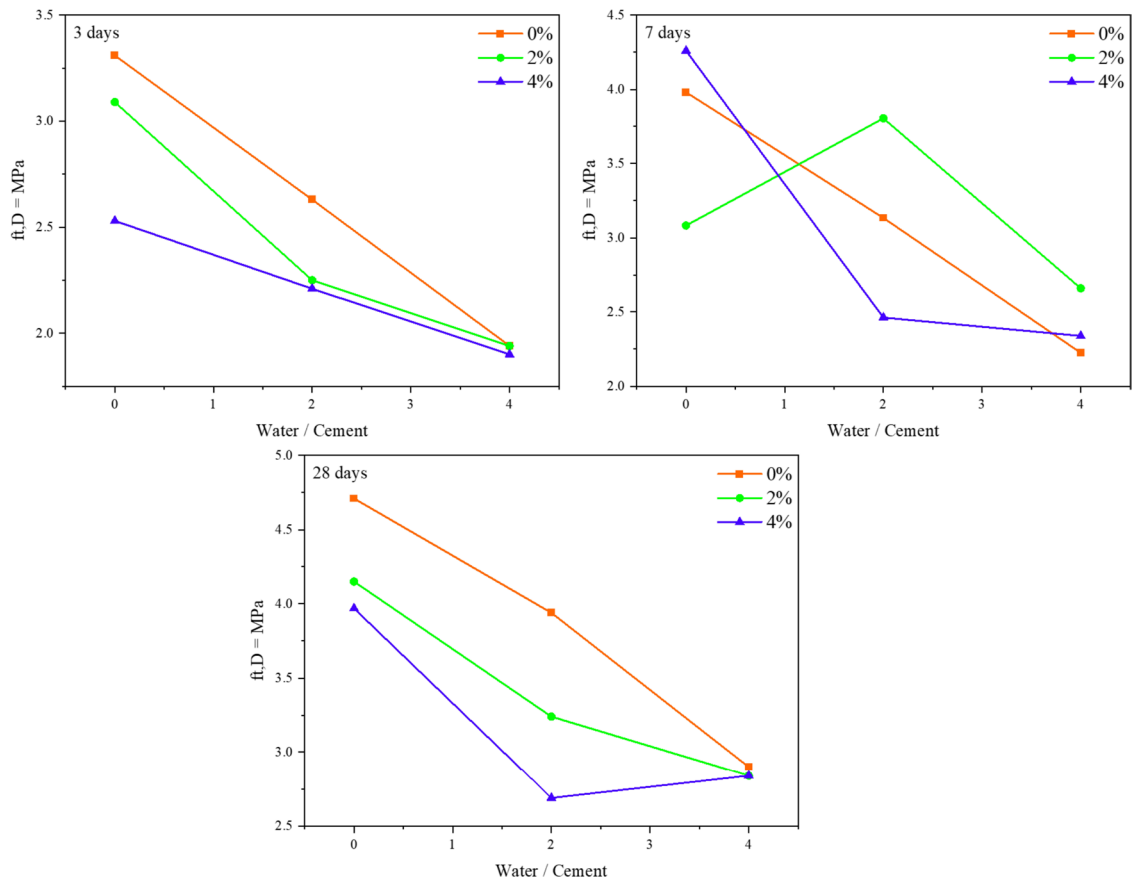 3 days
0%
2%
4%
3.5
3.0
2.5
2.0
ft,D = MPa
0 1 2 3 4
Water / Cement
7 days
0%
2%
4%
4.5
4.0
3.5
3.0
2.5
2.0
ft,D = MPa
0 1 2 3 4
Water / Cement
28 days
0%
2%
4%
5.0
4.5
4.0
3.5
3.0
2.5
ft,D = MPa
0 1 2 3 4
Water / Cement